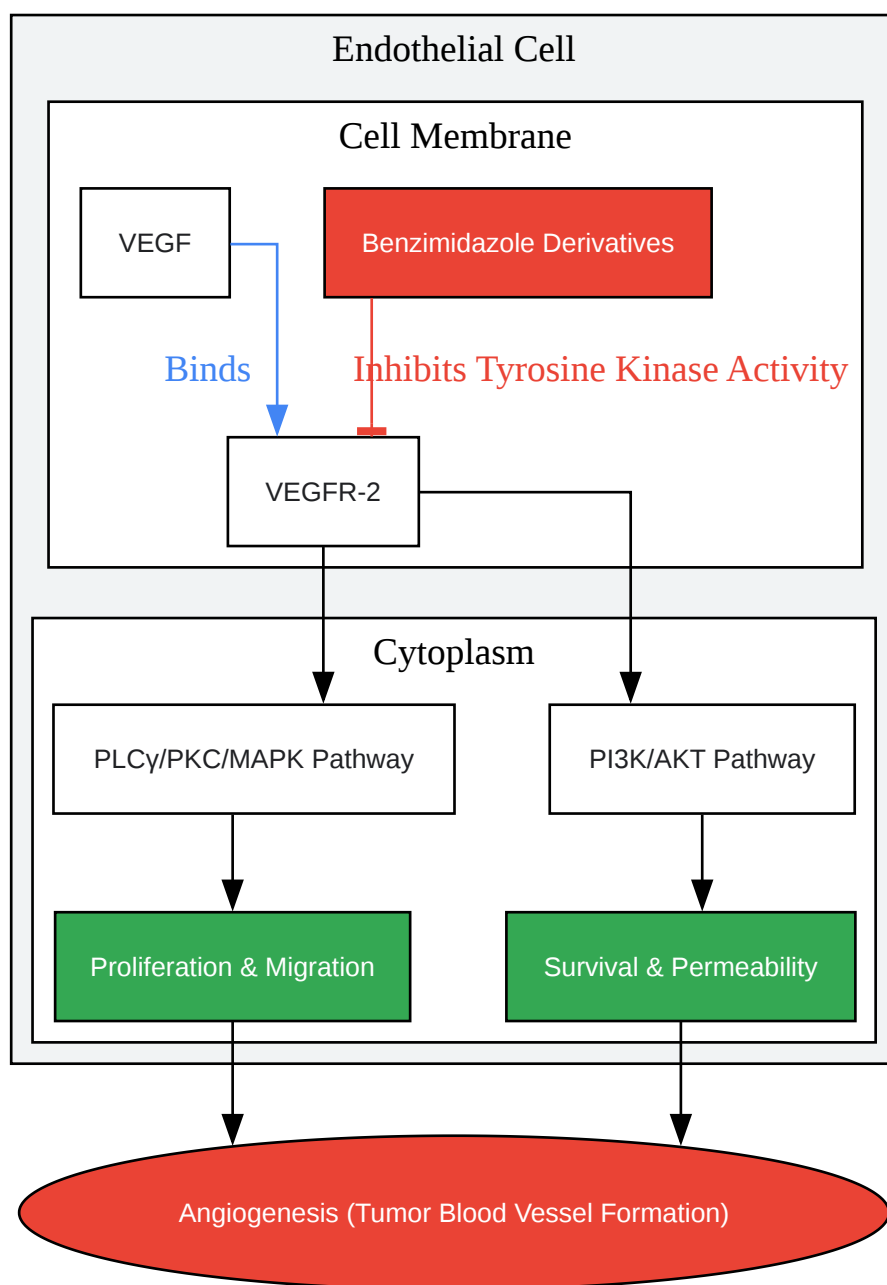 Endothelial Cell
Cell Membrane
VEGF
Benzimidazole Derivatives
Binds
Inhibits Tyrosine Kinase Activity
VEGFR-2
Cytoplasm
PLCγ/PKC/MAPK Pathway
PI3K/AKT Pathway
Proliferation & Migration
Survival & Permeability
Angiogenesis (Tumor Blood Vessel Formation)